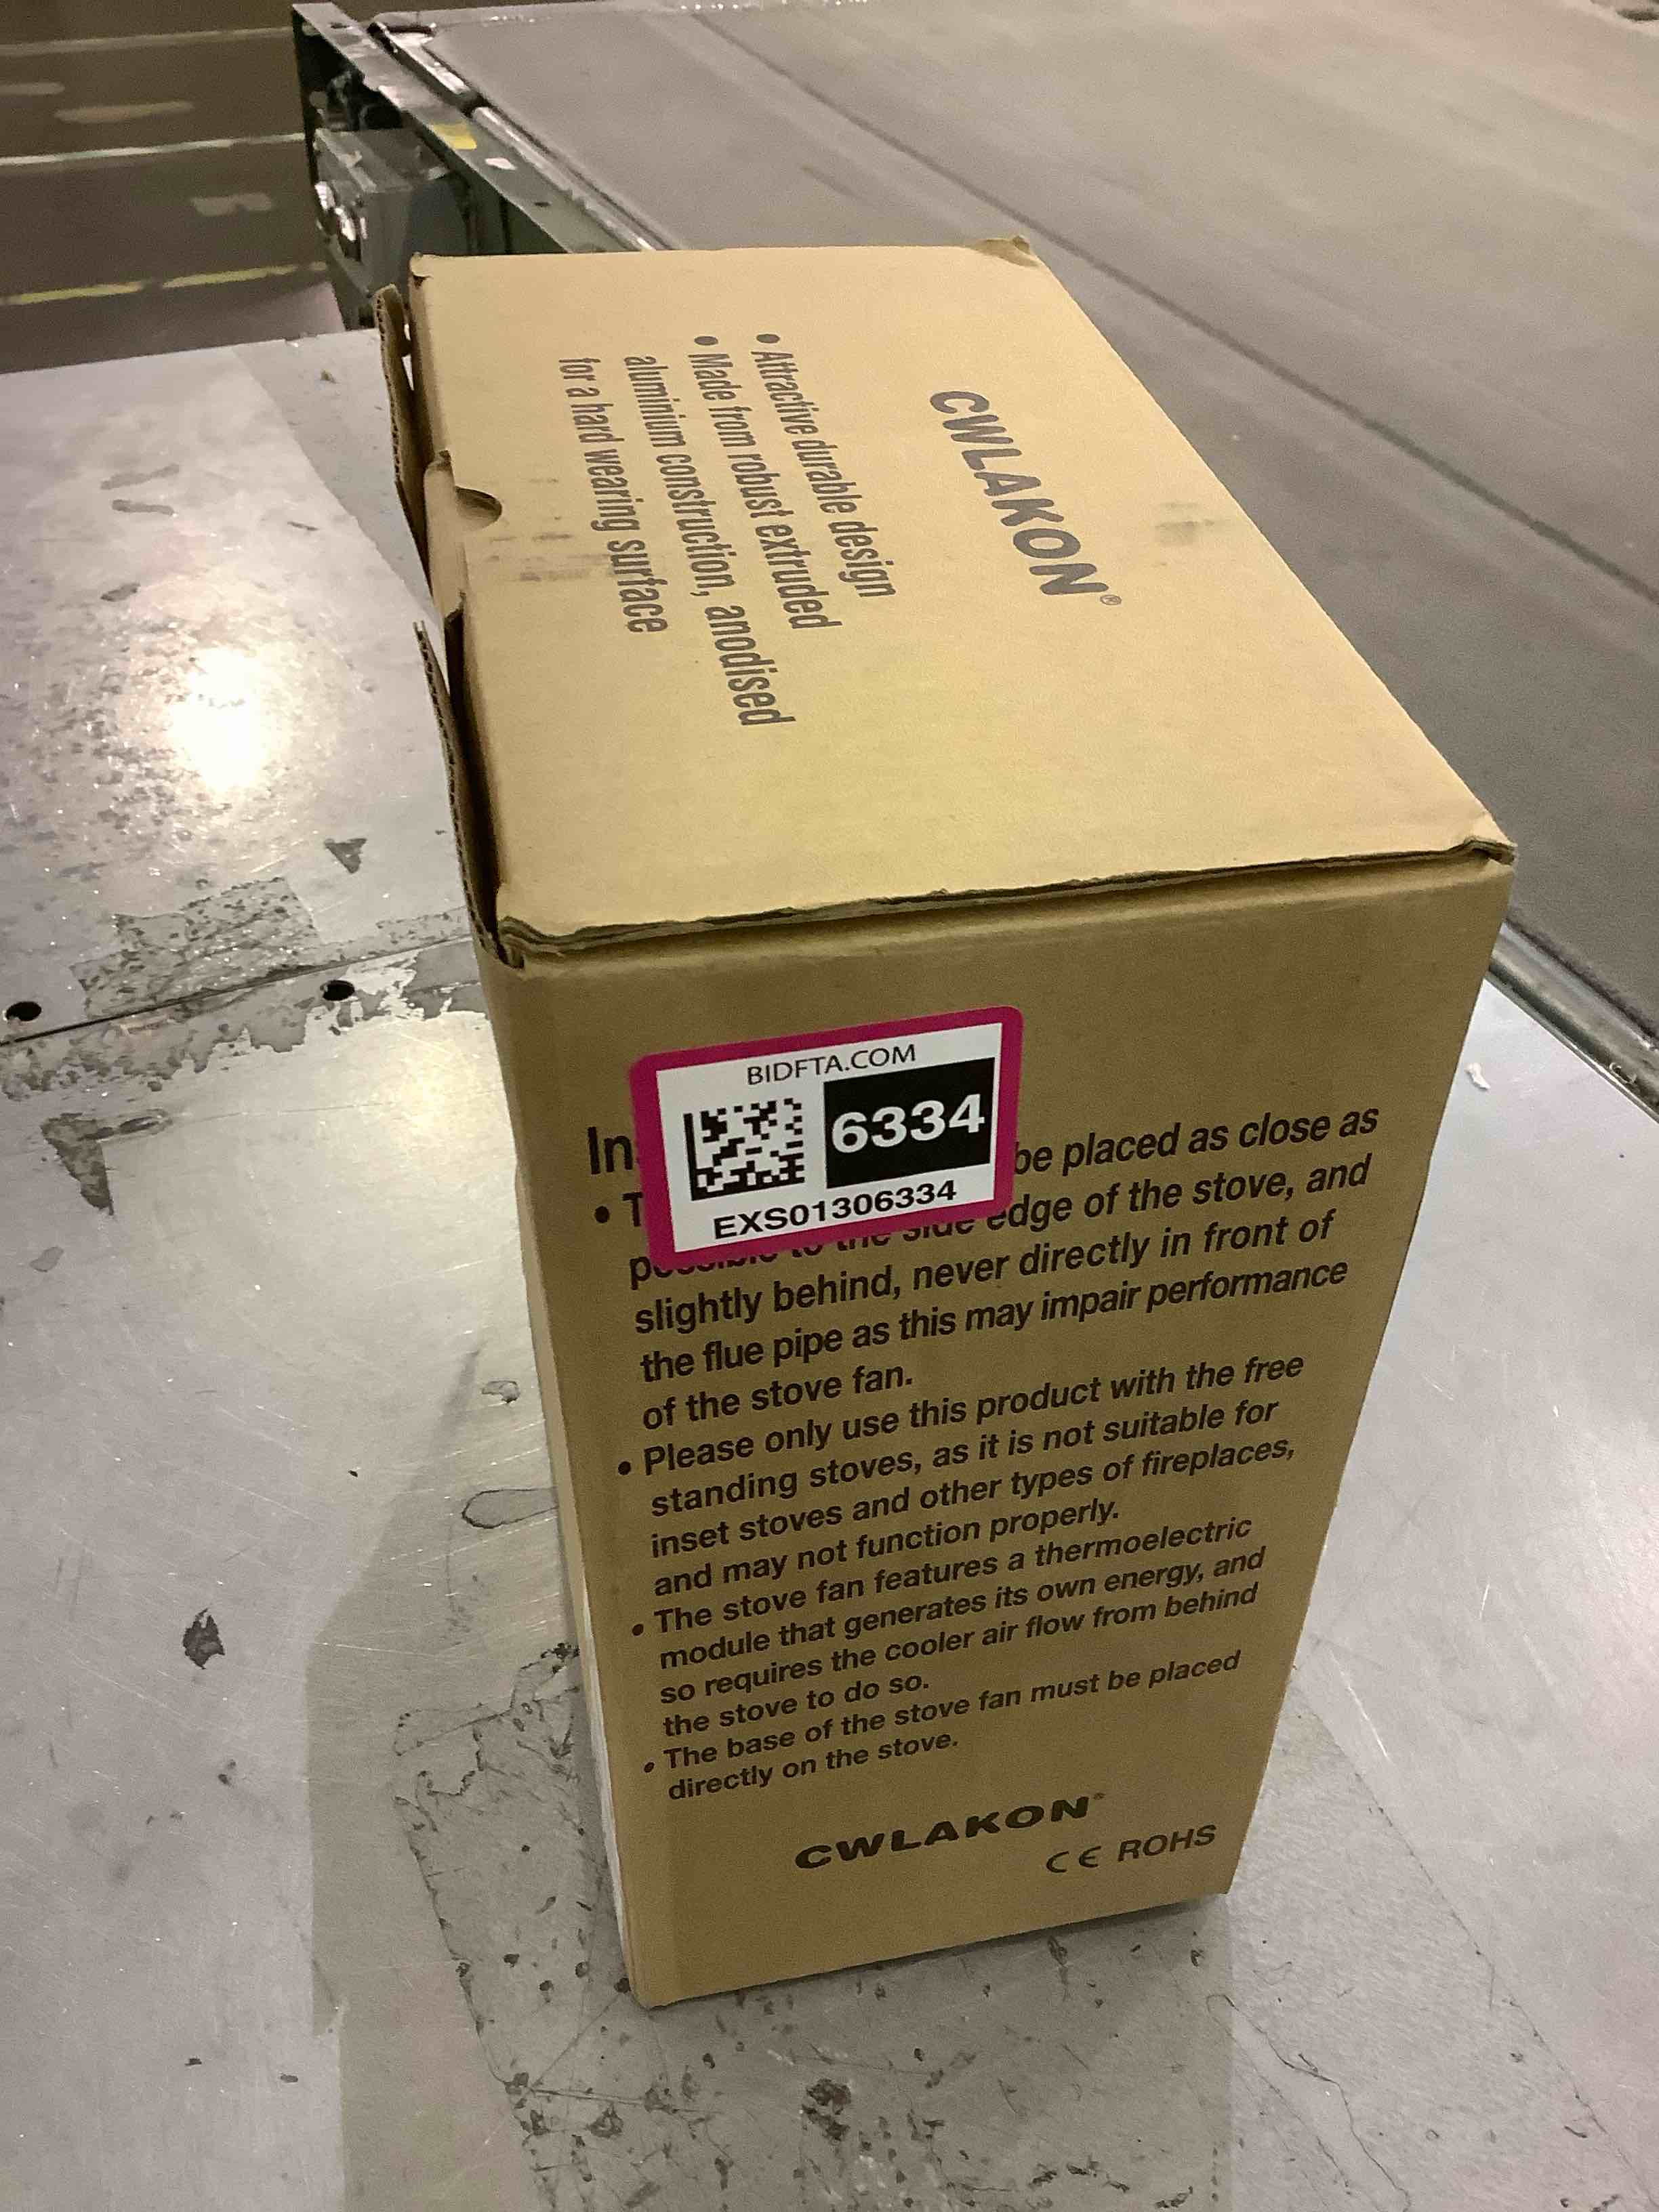 CWLAKON®
• Attractive durable design
• Made from robust extruded
aluminium construction, anodised
for a hard wearing surface
BIDFTA.COM
6334
EXS01306334
be placed as close as
to the side edge of the stove, and
slightly behind, never directly in front of
the flue pipe as this may impair performance
of the stove fan.
• Please only use this product with the free
standing stoves, as it is not suitable for
inset stoves and other types of fireplaces,
and may not function properly.
• The stove fan features a thermoelectric
module that generates its own energy, and
so requires the cooler air flow from behind
the stove to do so.
• The base of the stove fan must be placed
directly on the stove.
CWLAKON®
CE ROHS